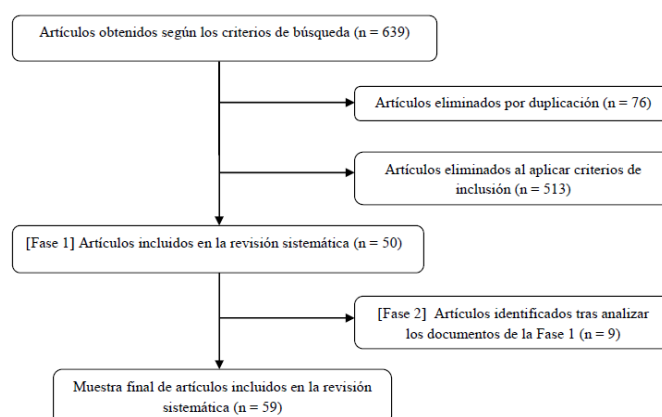 Artículos obtenidos según los criterios de búsqueda (n = 639)
Artículos eliminados por duplicación (n = 76)
Artículos eliminados al aplicar criterios de
inclusión (n = 513)
[Fase 1] Artículos incluidos en la revisión sistemática (n = 50)
[Fase 2] Artículos identificados tras analizar
los documentos de la Fase 1 (n = 9)
Muestra final de artículos incluidos en la revisión
sistemática (n = 59)